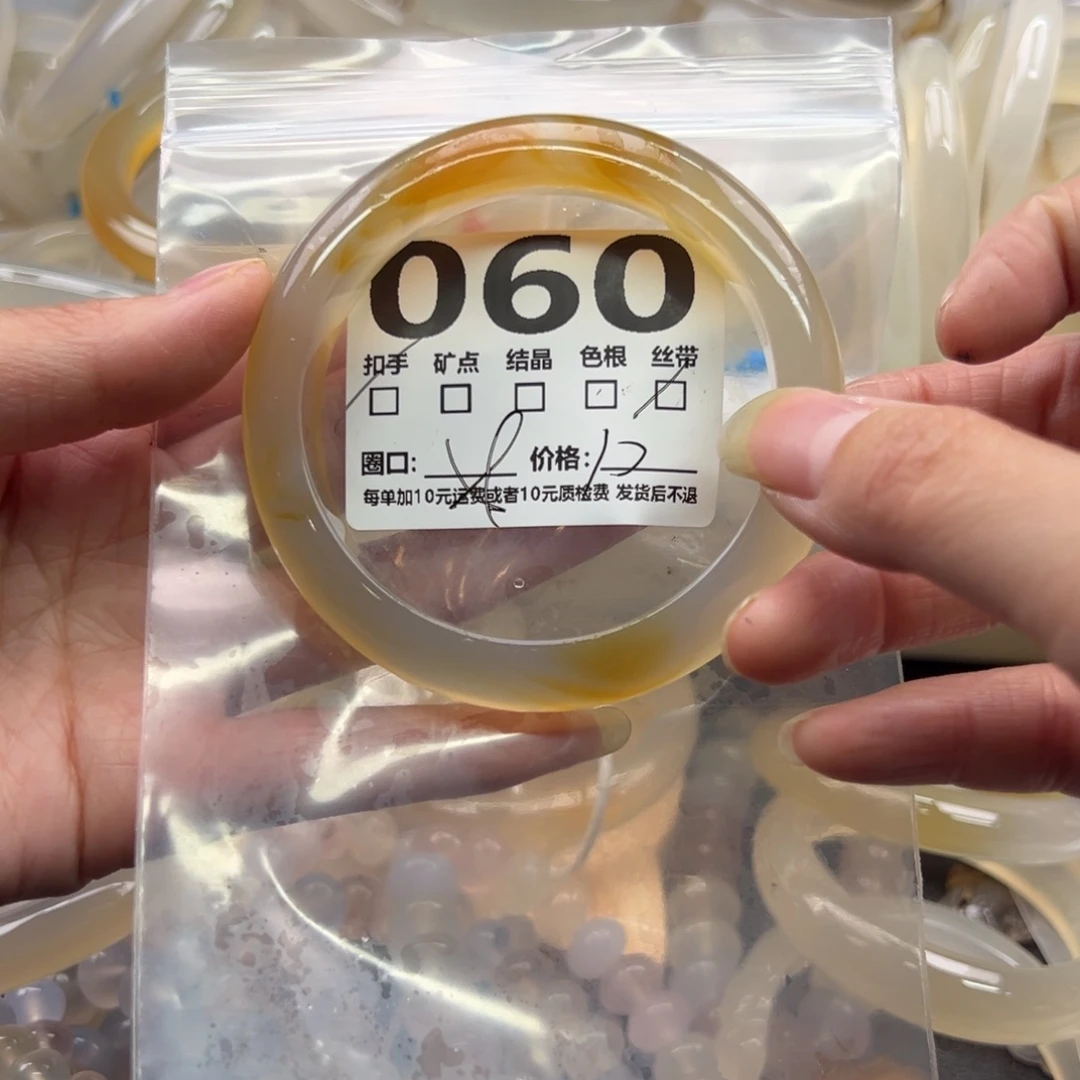 060
扣手 矿点 结晶 色根 丝带
圈口: 价格: 12
每单加10元运费或者10元质检费 发货后不退